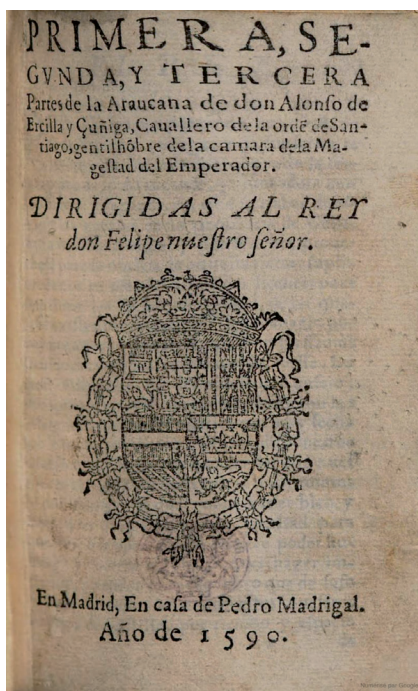 PRIMERA, SE-
GVNDA, Y TERCERA
Partes de la Araucana de don Alonso de
Ercilla y Çuñiga, Cauallero de la ordẽ de San-
tiago, gentilhõbre de la camara de la Ma-
gestad del Emperador.
DIRIGIDAS AL REY
don Felipe nuestro señor.
En Madrid, En casa de Pedro Madrigal.
Año de 1590.